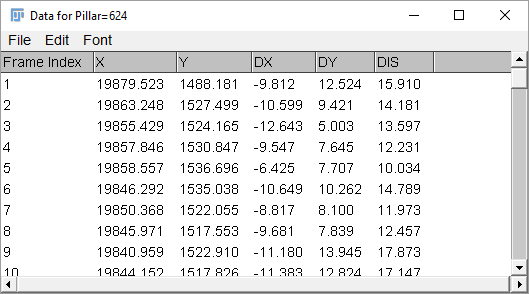 Data for Pillar=624
File Edit Font
Frame Index X Y DX DY DIS
1 19879.523 1488.181 -9.812 12.524 15.910
2 19863.248 1527.499 -10.599 9.421 14.181
3 19855.429 1524.165 -12.643 5.003 13.597
4 19857.846 1530.847 -9.547 7.645 12.231
5 19858.557 1536.696 -6.425 7.707 10.034
6 19846.292 1535.038 -10.649 10.262 14.789
7 19850.368 1522.055 -8.817 8.100 11.973
8 19845.971 1517.553 -9.681 7.839 12.457
9 19840.959 1522.910 -11.180 13.945 17.873
10 19844.152 1517.826 -11.383 12.824 17.147